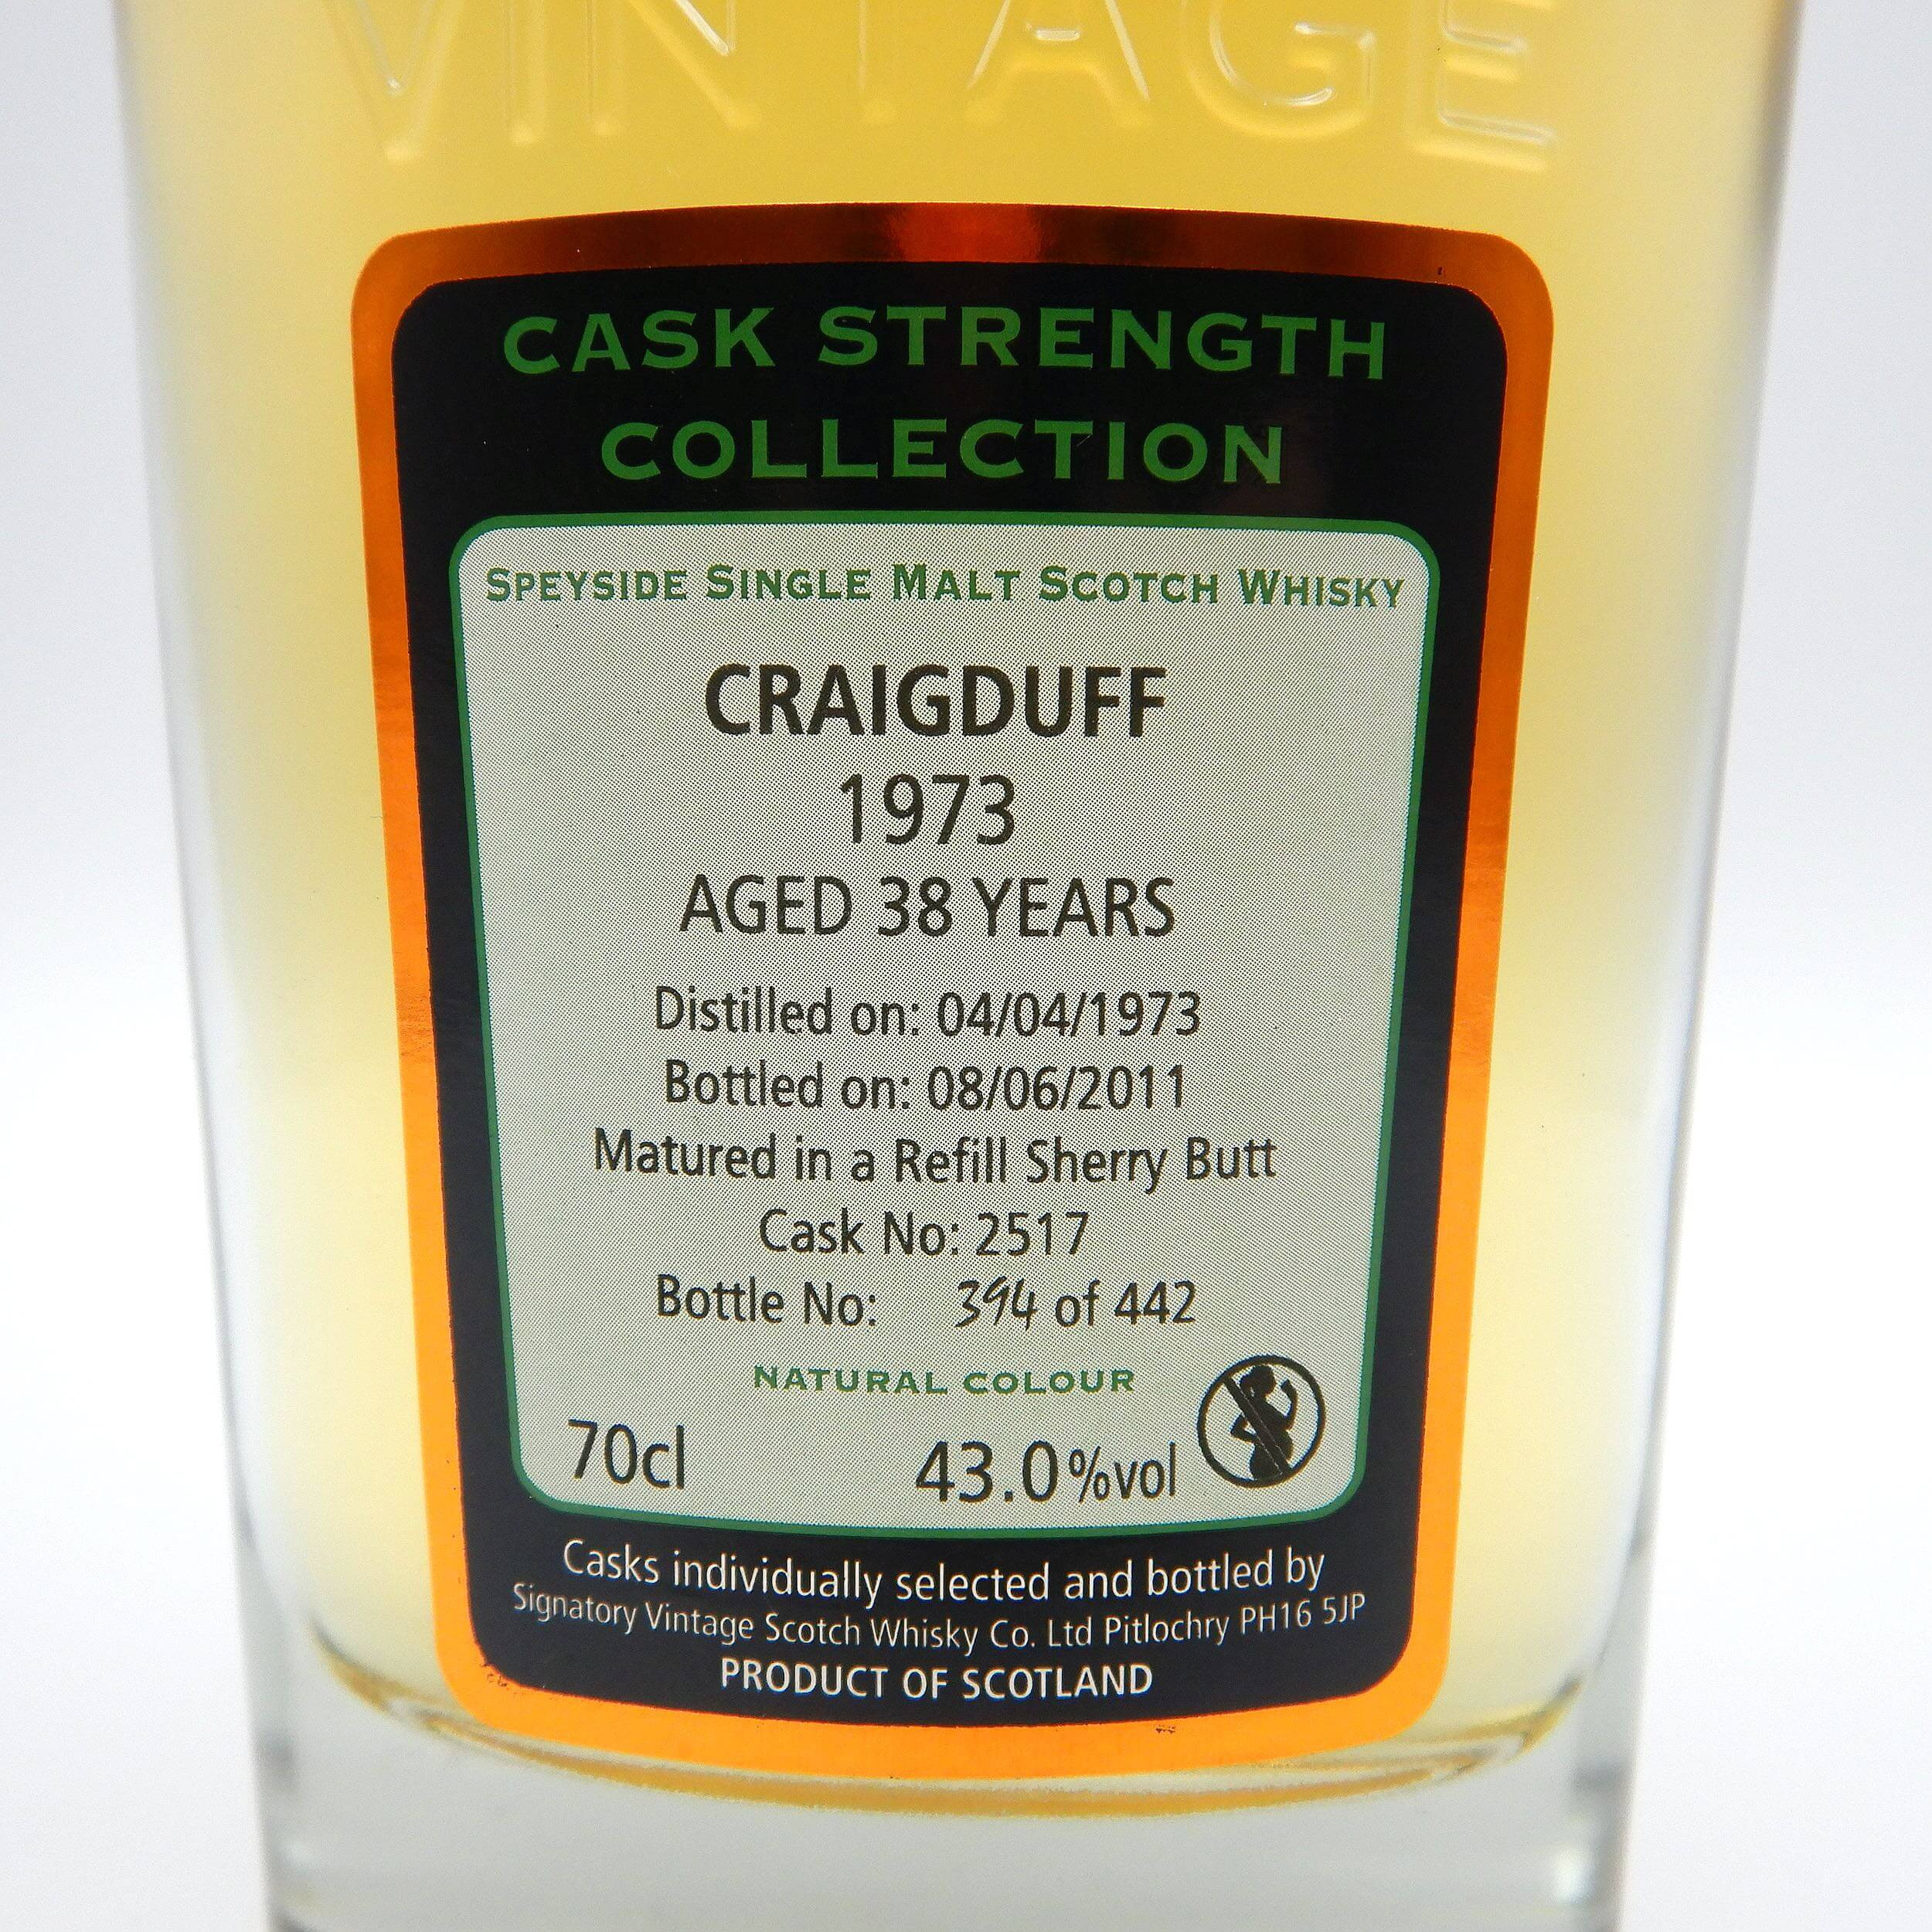 VINTAGE
CASK STRENGTH
COLLECTION
SPEYSIDE SINGLE MALT SCOTCH WHISKY
CRAIGDUFF
1973
AGED 38 YEARS
Distilled on: 04/04/1973
Bottled on: 08/06/2011
Matured in a Refill Sherry Butt
Cask No: 2517
Bottle No: 394 of 442
NATURAL COLOUR
70cl 43.0%vol
Casks individually selected and bottled by
Signatory Vintage Scotch Whisky Co. Ltd Pitlochry PH16 5JP
PRODUCT OF SCOTLAND